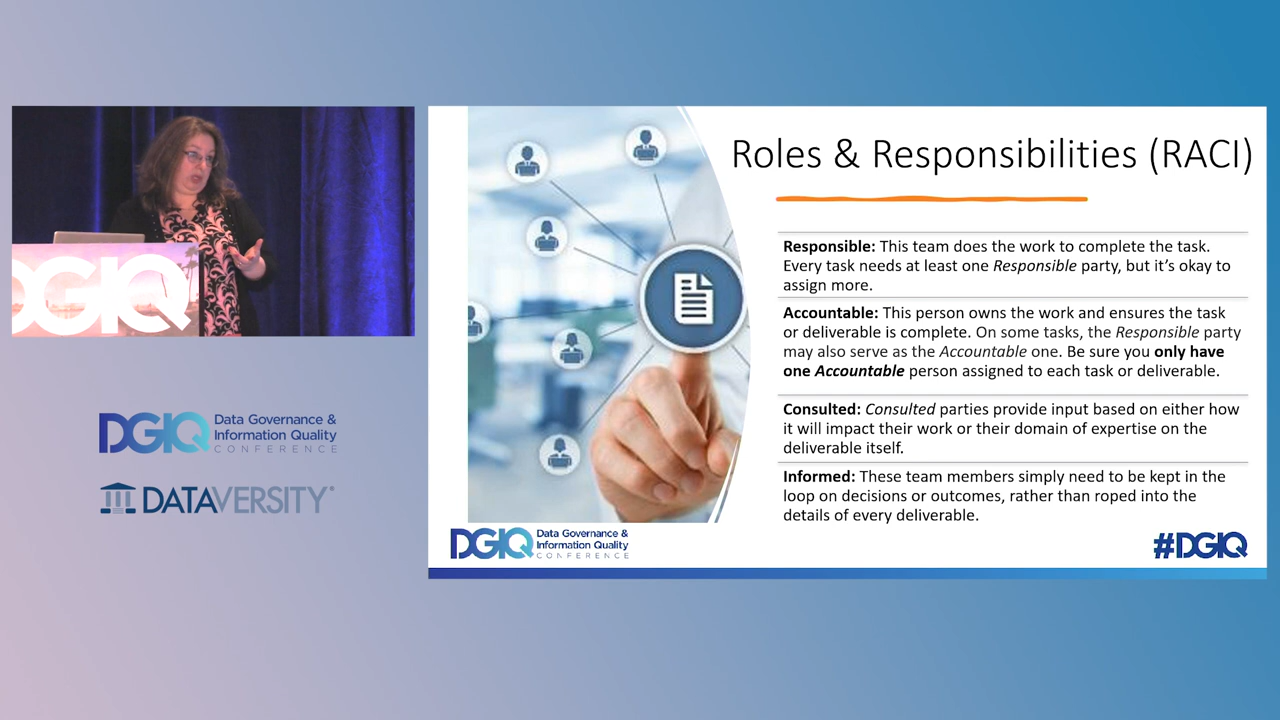 DGIQ
DGIQ
Data Governance &
Information Quality
CONFERENCE
DATAVERSITY
Roles & Responsibilities (RACI)
Responsible: This team does the work to complete the task.
Every task needs at least one Responsible party, but it’s okay to
assign more.
Accountable: This person owns the work and ensures the task
or deliverable is complete. On some tasks, the Responsible party
may also serve as the Accountable one. Be sure you only have
one Accountable person assigned to each task or deliverable.
Consulted: Consulted parties provide input based on either how
it will impact their work or their domain of expertise on the
deliverable itself.
Informed: These team members simply need to be kept in the
loop on decisions or outcomes, rather than roped into the
details of every deliverable.
DGIQ
Data Governance &
Information Quality
CONFERENCE
#DGIQ